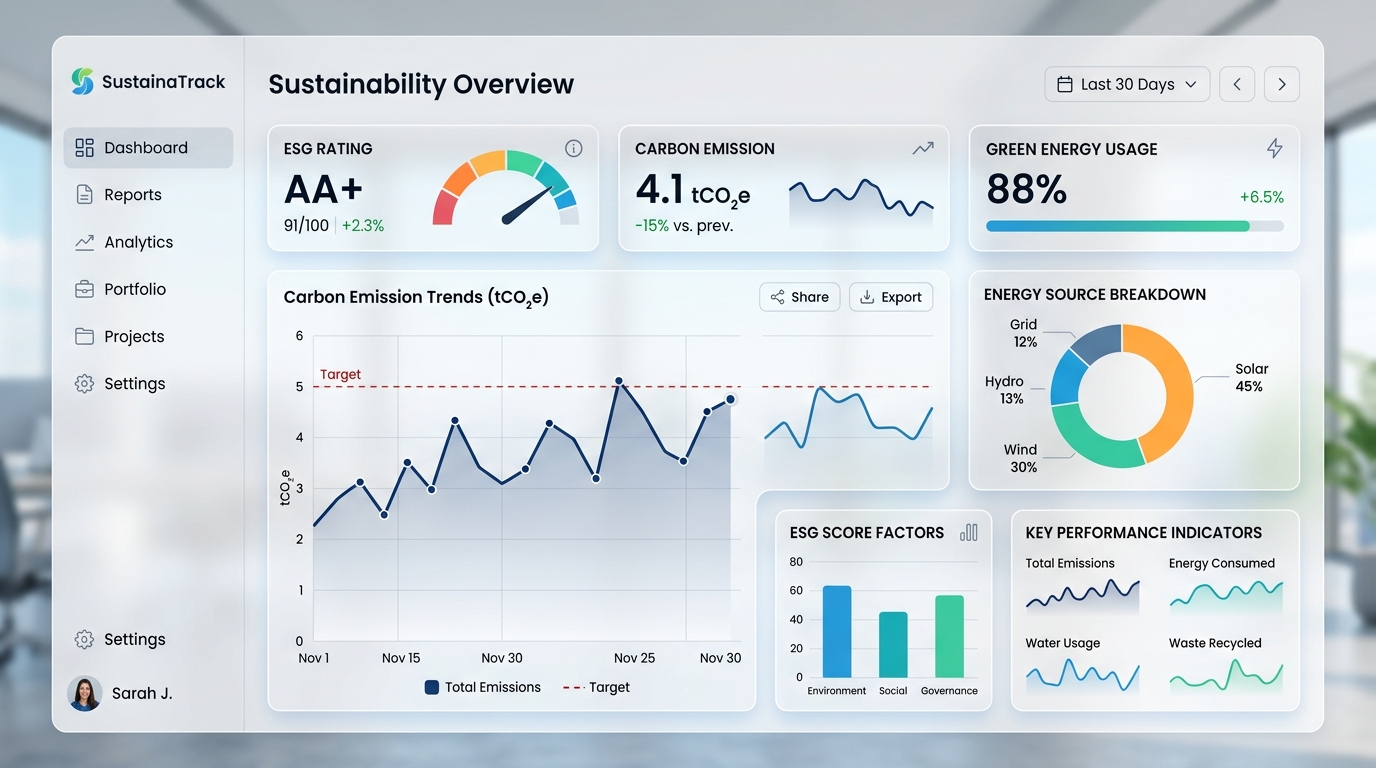 SustainaTrack
Dashboard
Reports
Analytics
Portfolio
Projects
Settings
Settings
Sarah J.
Sustainability Overview
Last 30 Days
ESG RATING
AA+
91/100 | +2.3%
CARBON EMISSION
4.1 tCO₂e
-15% vs. prev.
GREEN ENERGY USAGE
88%
+6.5%
Carbon Emission Trends (tCO₂e)
Share
Export
tCO₂e
6
5
4
3
2
1
0
Target
Nov 1
Nov 15
Nov 30
Nov 25
Nov 30
Total Emissions
Target
ENERGY SOURCE BREAKDOWN
Grid
12%
Hydro
13%
Wind
30%
Solar
45%
ESG SCORE FACTORS
80
60
40
20
0
Environment
Social
Governance
KEY PERFORMANCE INDICATORS
Total Emissions
Energy Consumed
Water Usage
Waste Recycled